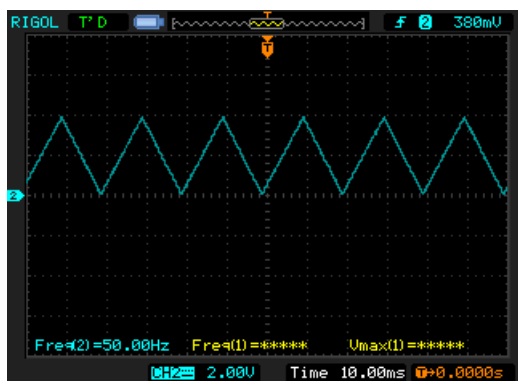 RIGOL T'D T f 2 380mV
T
2
Freq(2)=50.00Hz Freq(1)=***** Vmax(1)=*****
CH2 2.00V Time 10.00ms T→0.0000s